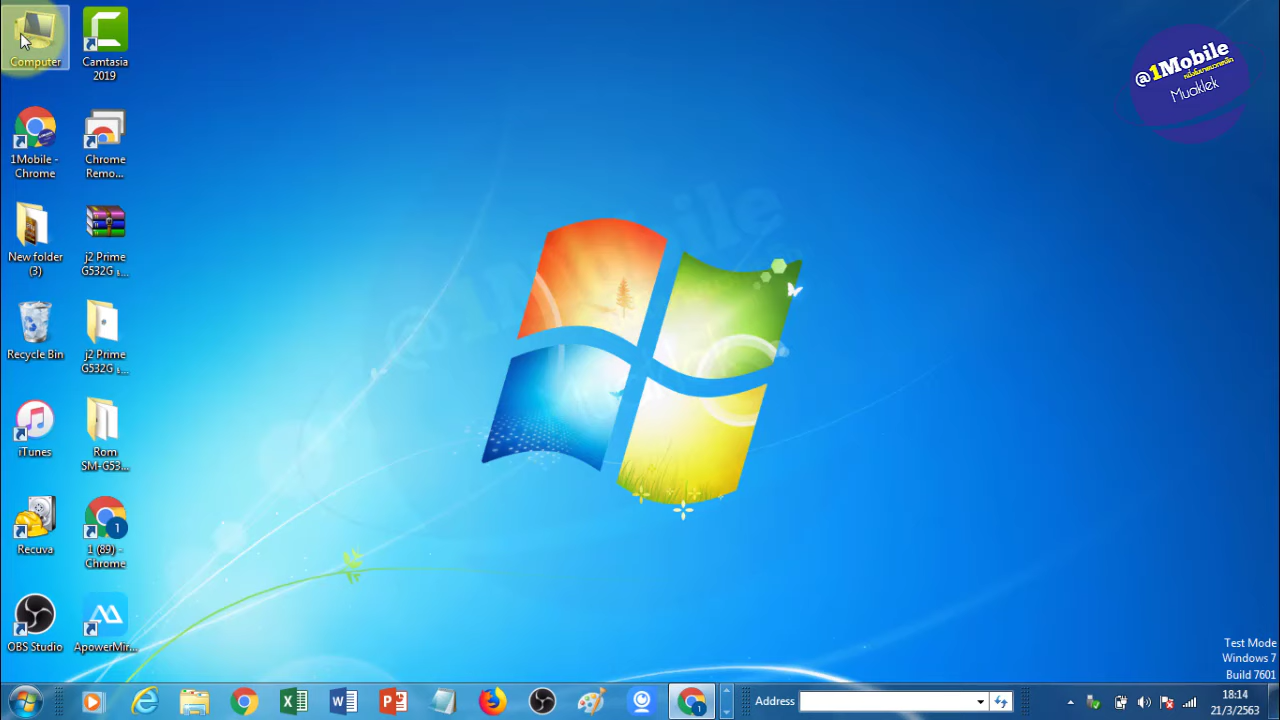 Computer
Camtasia
2019
1Mobile -
Chrome
Chrome
Remo...
New folder
(3)
j2 Prime
G532G ...
Recycle Bin
j2 Prime
G532G ...
iTunes
Rom
SM-G53...
Recuva
1 (89) -
Chrome
OBS Studio
ApowerMir...
@1Mobile
Muaklek
Test Mode
Windows 7
Build 7601
Address
18:14
21/3/2563